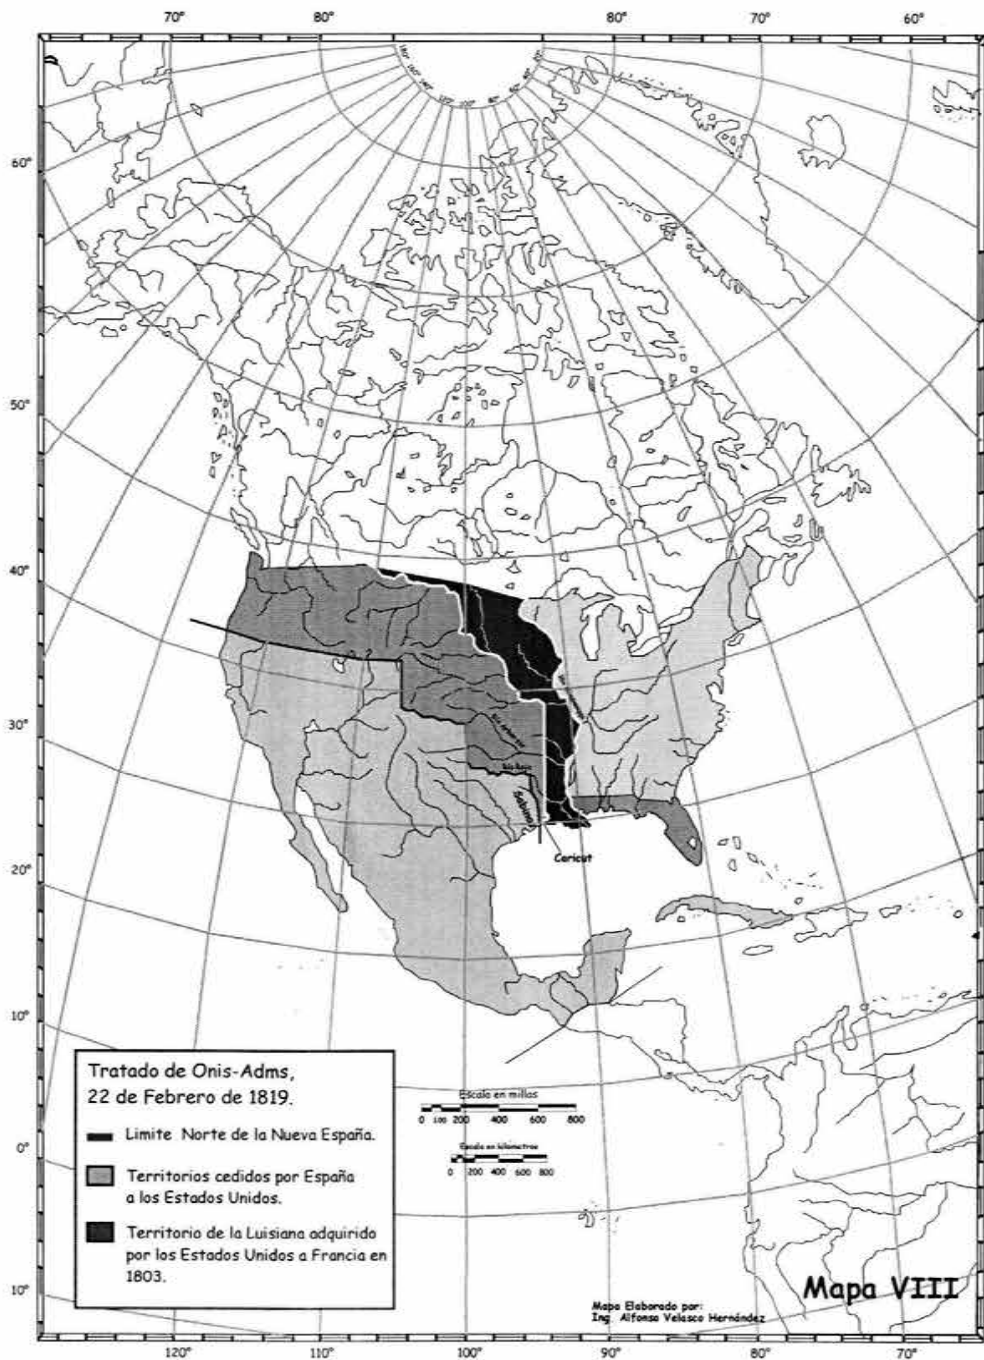 70° 80° 80° 70° 60°
60°
50°
40°
30°
20°
10°
0°
10°
Rio Rojo
Sabina
Caricut
Tratado de Onis-Adms,
22 de Febrero de 1819.
Limite Norte de la Nueva España.
Territorios cedidos por España
a los Estados Unidos.
Territorio de la Luisiana adquirido
por los Estados Unidos a Francia en
1803.
Escala en millas
0 100 200 400 600 800
Escala en kilometros
0 200 400 600 800
Mapa VIII
Mapa Elaborado por:
Ing. Alfonso Velasco Hernández
120° 110° 100° 90° 80° 70°